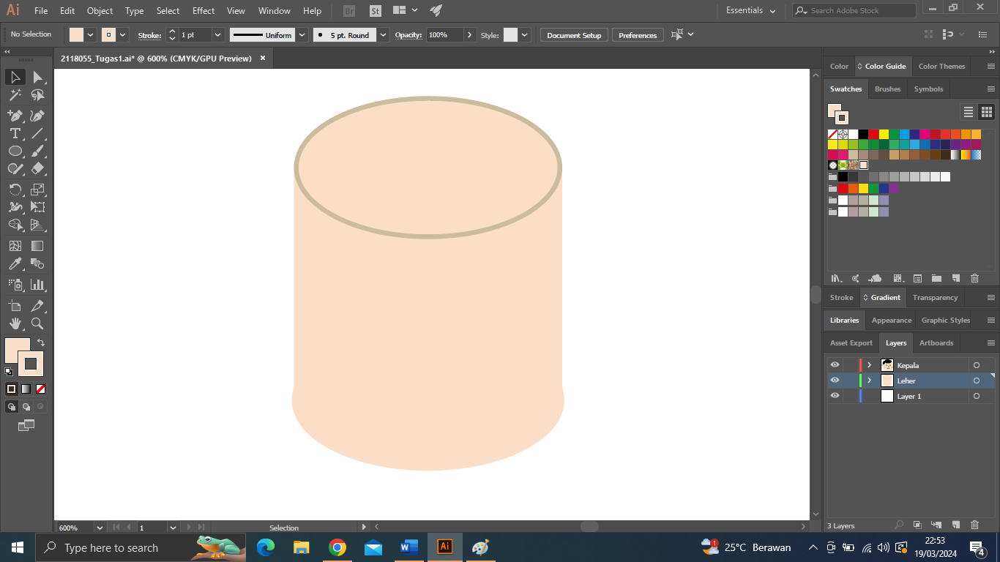 Ai File Edit Object Type Select Effect View Window Help Br St Essentials Search Adobe Stock
No Selection Stroke: 1 pt Uniform 5 pt. Round Opacity: 100% Style: Document Setup Preferences
2118055_Tugas1.ai* @ 600% (CMYK/GPU Preview)
Color Color Guide Color Themes
Swatches Brushes Symbols
Stroke Gradient Transparency
Libraries Appearance Graphic Styles
Asset Export Layers Artboards
Kepala
Leher
Layer 1
3 Layers
600% 1 Selection
Type here to search
Ai
1
25°C Berawan
22:53
19/03/2024
4